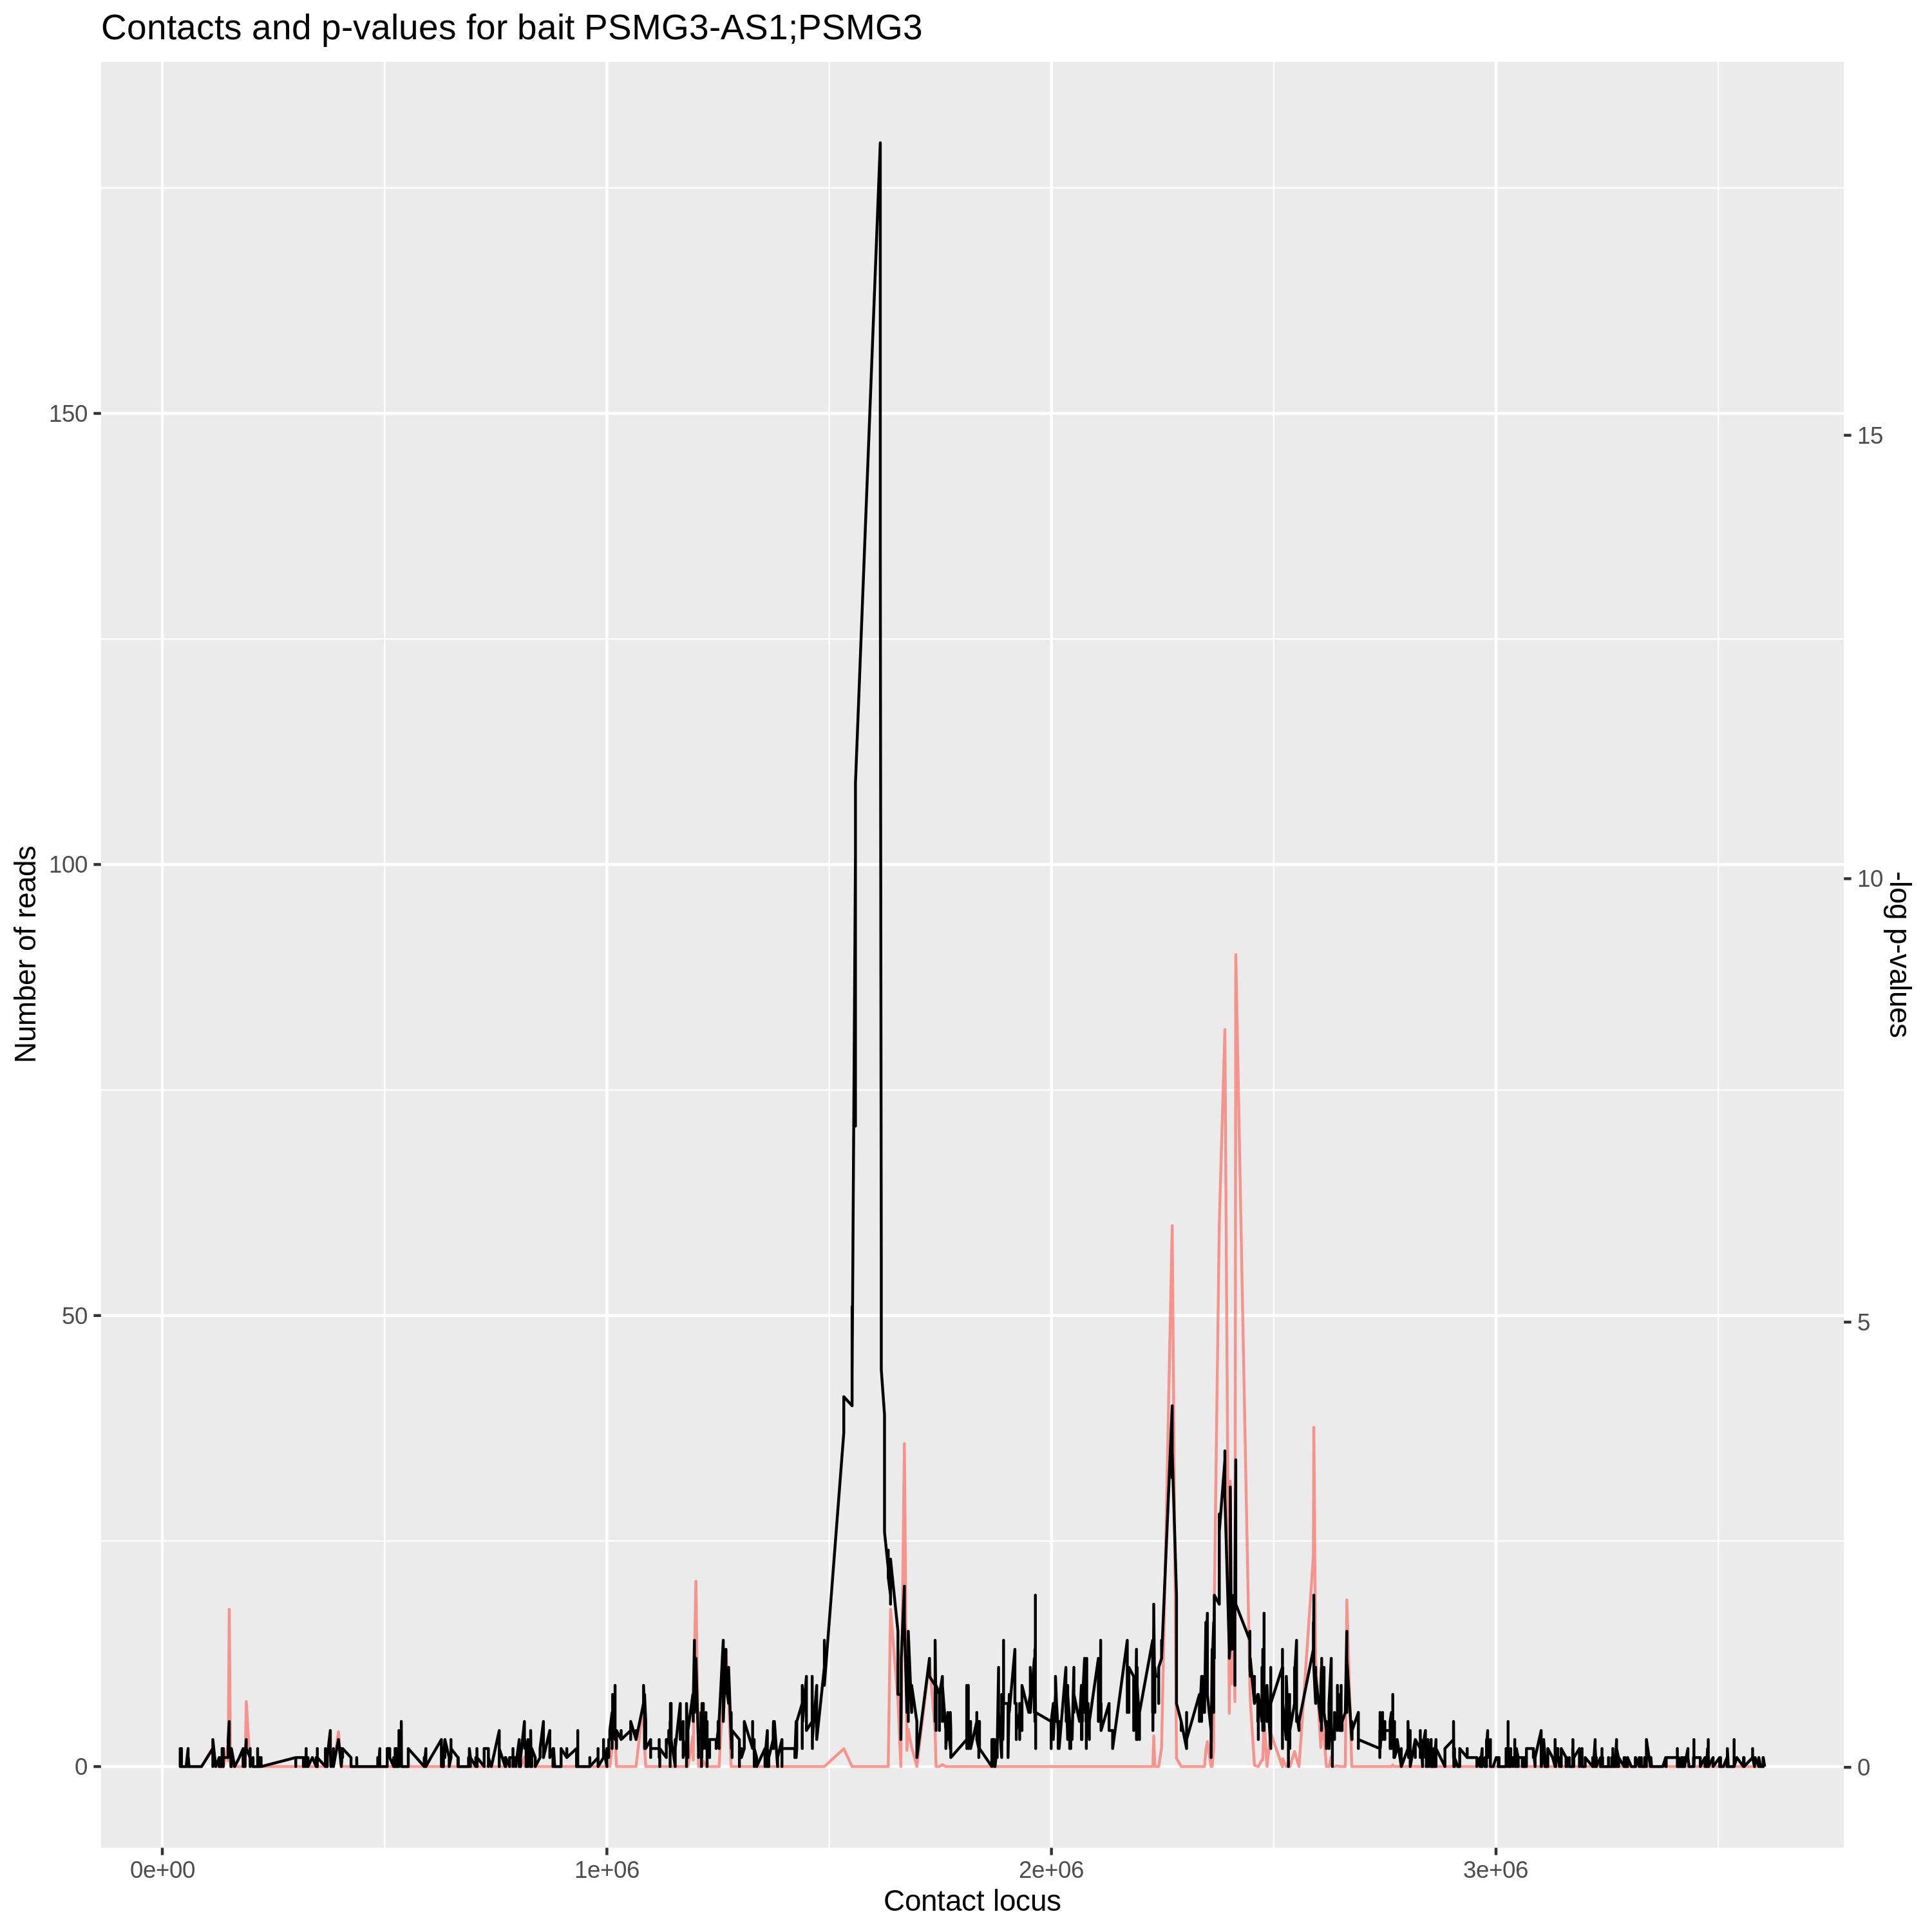 Contacts and p-values for bait PSMG3-AS1;PSMG3
Number of reads
150
100
50
0
15
10
5
0
-log p-values
0e+00
1e+06
2e+06
3e+06
Contact locus